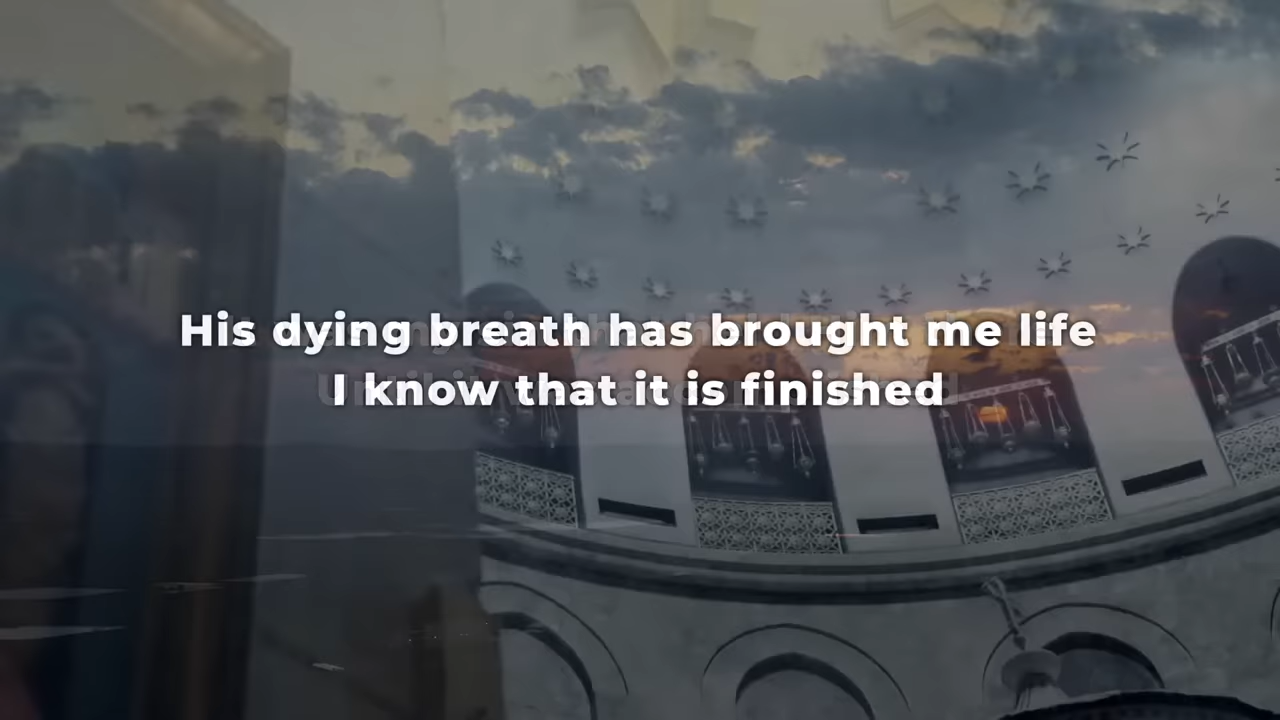 His dying breath has brought me life
I know that it is finished